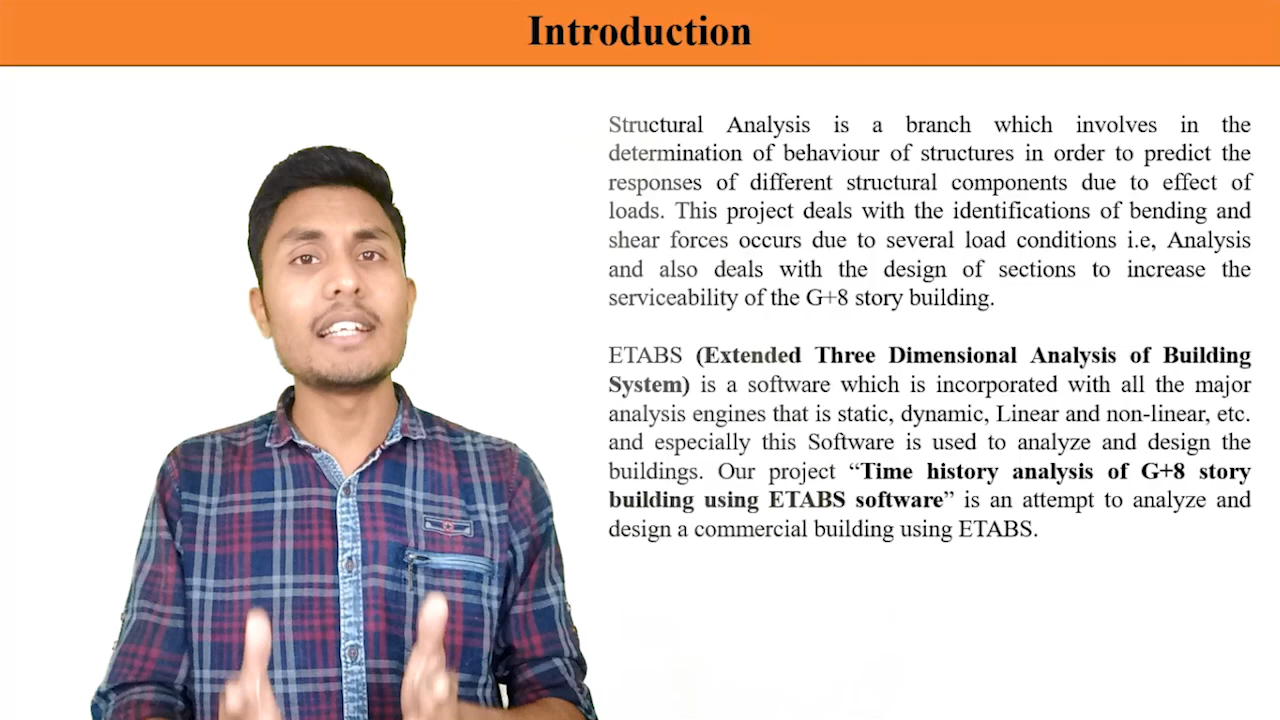 Introduction
Structural Analysis is a branch which involves in the
determination of behaviour of structures in order to predict the
responses of different structural components due to effect of
loads. This project deals with the identifications of bending and
shear forces occurs due to several load conditions i.e, Analysis
and also deals with the design of sections to increase the
serviceability of the G+8 story building.
ETABS (Extended Three Dimensional Analysis of Building
System) is a software which is incorporated with all the major
analysis engines that is static, dynamic, Linear and non-linear, etc.
and especially this Software is used to analyze and design the
buildings. Our project “Time history analysis of G+8 story
building using ETABS software” is an attempt to analyze and
design a commercial building using ETABS.